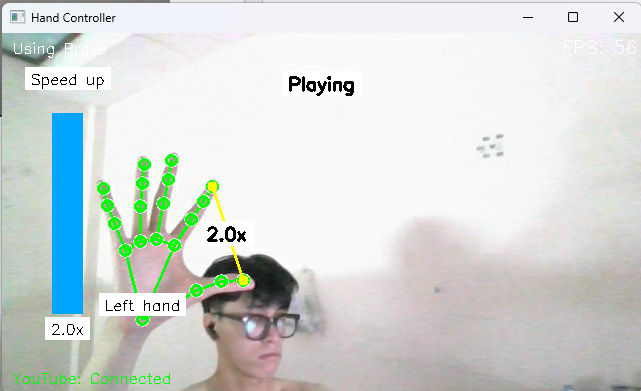 Hand Controller
Using Brave
FPS: 56
Speed up
Playing
2.0x
Left hand
2.0x
YouTube: Connected